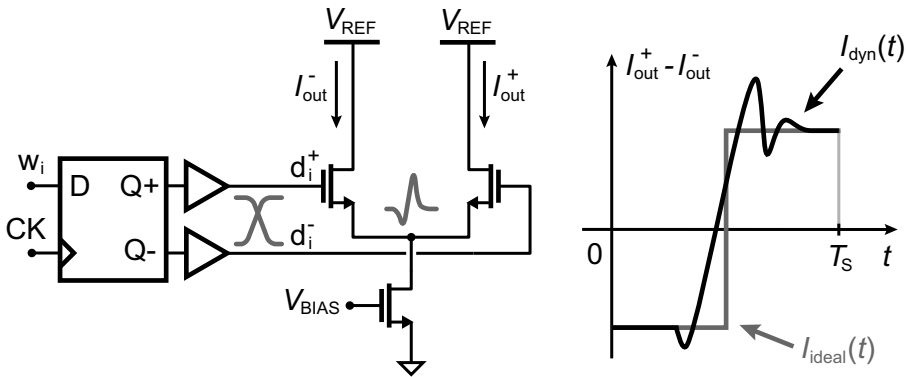 V_REF V_REF
I_out^- I_out^+
w_i D Q+ d_i^+
CK Q- d_i^-
V_BIAS
I_out^+ - I_out^- I_dyn(t)
0 T_S t
I_ideal(t)